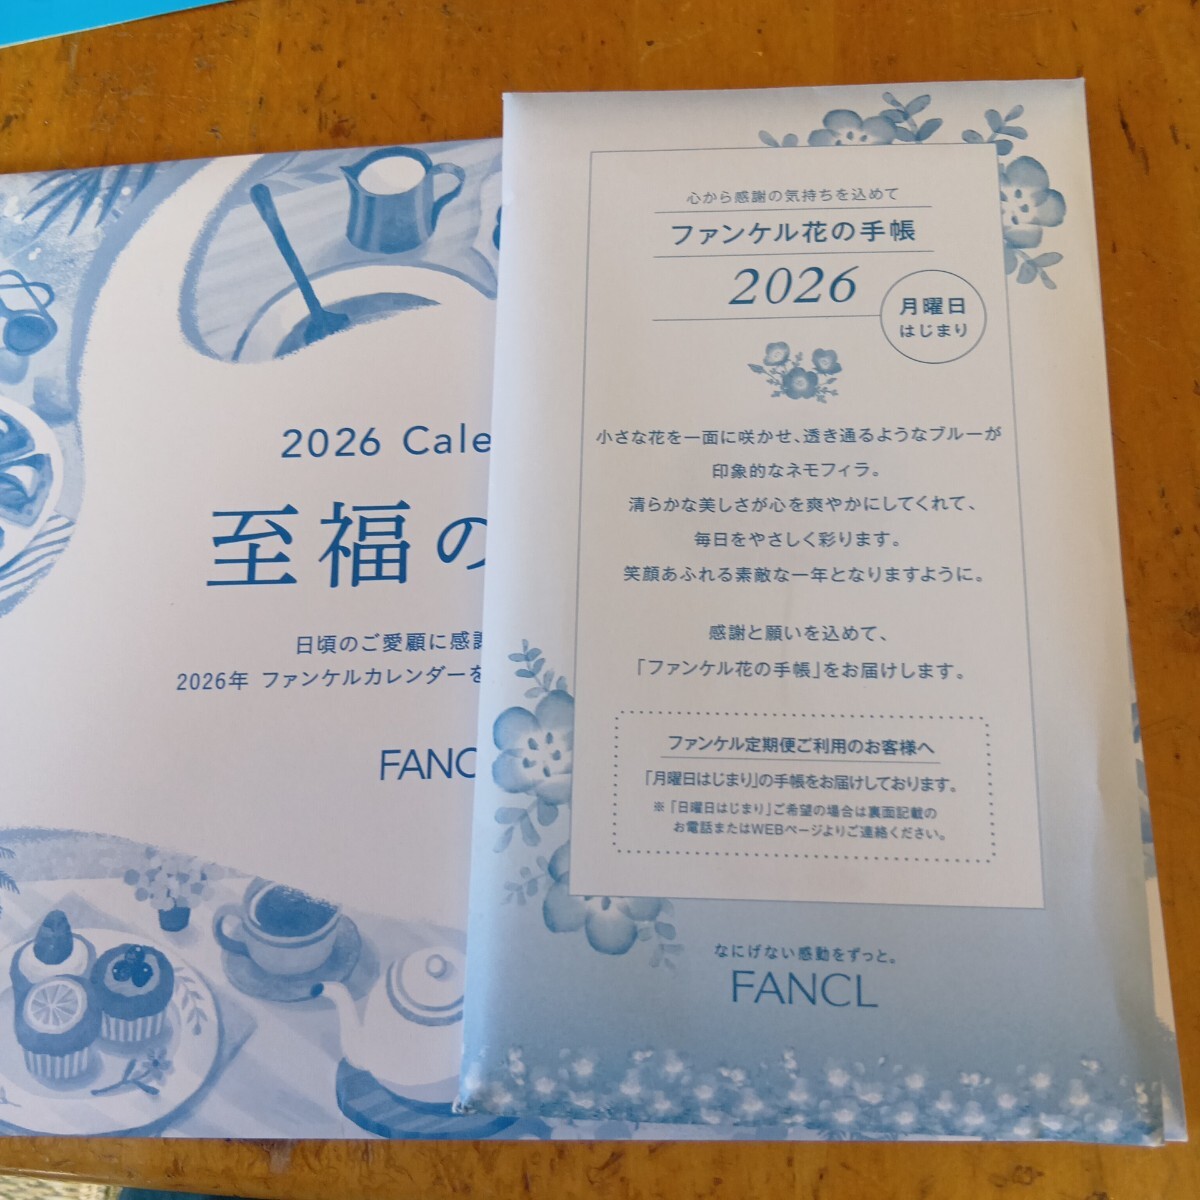 2026 Cale
至福の
日頃のご愛顧に感謝
2026年 ファンケルカレンダーを
FANC
心から感謝の気持ちを込めて
ファンケル花の手帳
2026
月曜日
はじまり
小さな花を一面に咲かせ、透き通るようなブルーが
印象的なネモフィラ。
清らかな美しさが心を爽やかにしてくれて、
毎日をやさしく彩ります。
笑顔あふれる素敵な一年となりますように。
感謝と願いを込めて、
「ファンケル花の手帳」をお届けします。
ファンケル定期便ご利用のお客様へ
「月曜日はじまり」の手帳をお届けしております。
※「日曜日はじまり」ご希望の場合は裏面記載の
お電話またはWEBページよりご連絡ください。
なにげない感動をずっと。
FANCL